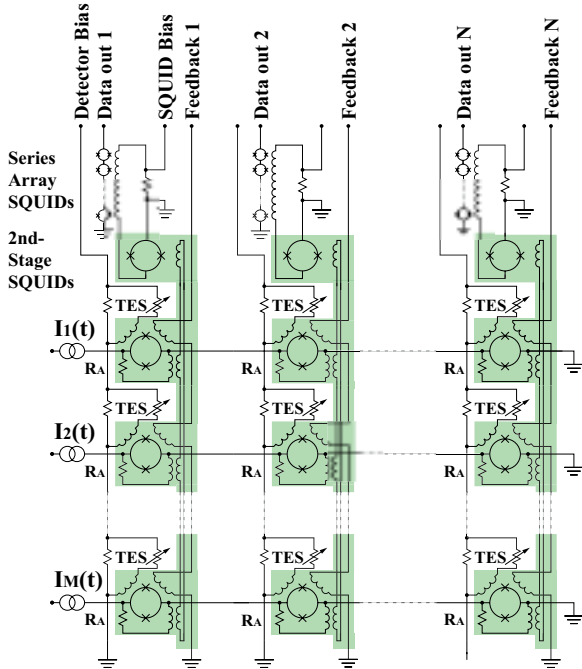 Detector Bias
Data out 1
SQUID Bias
Feedback 1
Data out 2
Feedback 2
Data out N
Feedback N
Series
Array
SQUIDs
2nd-
Stage
SQUIDs
TES
TES
TES
I1(t)
RA
RA
RA
TES
TES
TES
I2(t)
RA
RA
RA
TES
TES
TES
IM(t)
RA
RA
RA